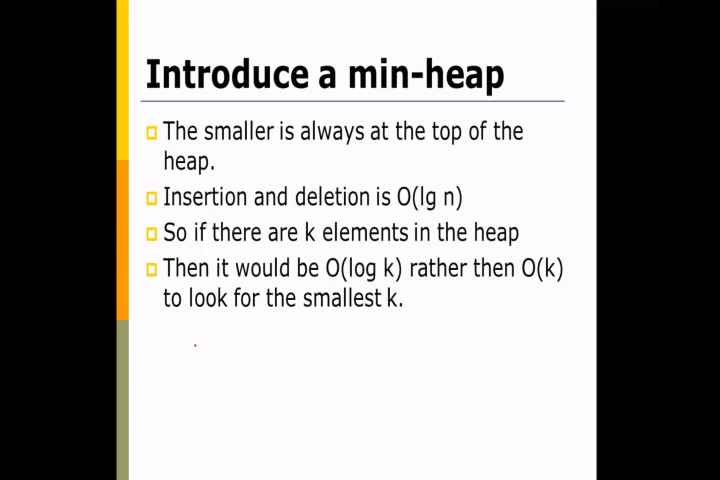 Introduce a min-heap
The smaller is always at the top of the
heap.
Insertion and deletion is O(lg n)
So if there are k elements in the heap
Then it would be O(log k) rather then O(k)
to look for the smallest k.